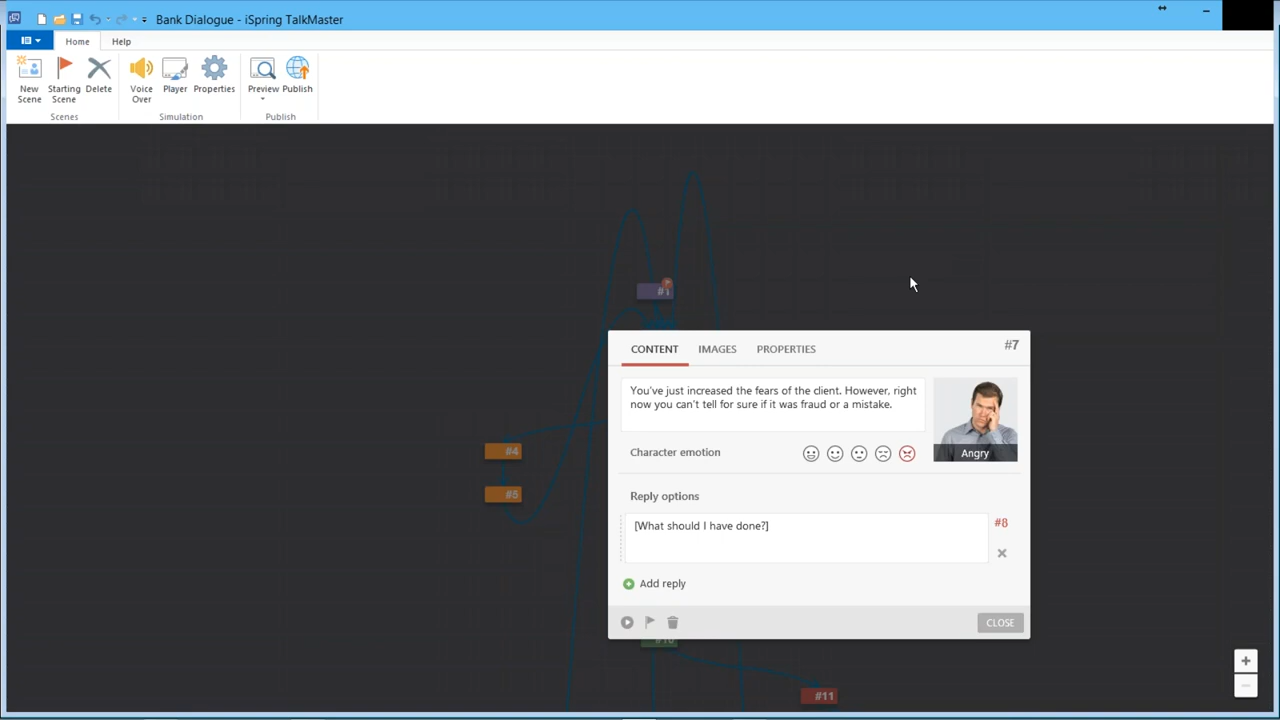 Bank Dialogue - iSpring TalkMaster
Home
Help
New Scene
Starting Scene
Delete
Voice Over
Player
Properties
Preview
Publish
Scenes
Simulation
Publish
#1
CONTENT
IMAGES
PROPERTIES
#7
You've just increased the fears of the client. However, right
now you can't tell for sure if it was fraud or a mistake.
Character emotion
Angry
#4
#5
Reply options
[What should I have done?]
#8
Add reply
CLOSE
#10
#11